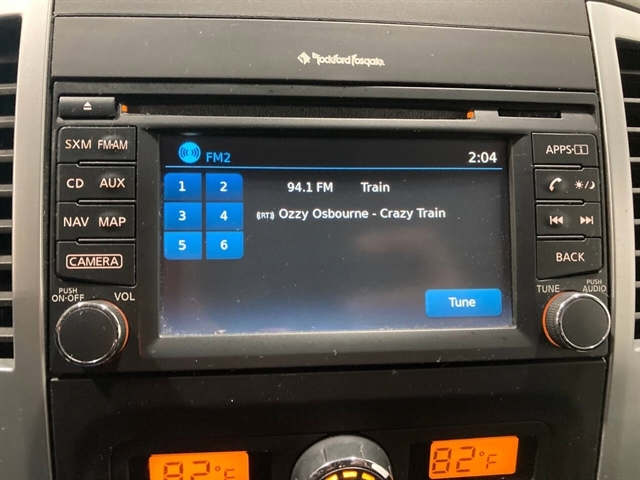 Rockford Fosgate
SXM FM-AM
CD AUX
NAV MAP
CAMERA
PUSH
ON-OFF VOL
FM2 2:04
1 2 94.1 FM Train
3 4 (RT) Ozzy Osbourne - Crazy Train
5 6
Tune
APPS
BACK
TUNE PUSH
AUDIO
82°F 82°F